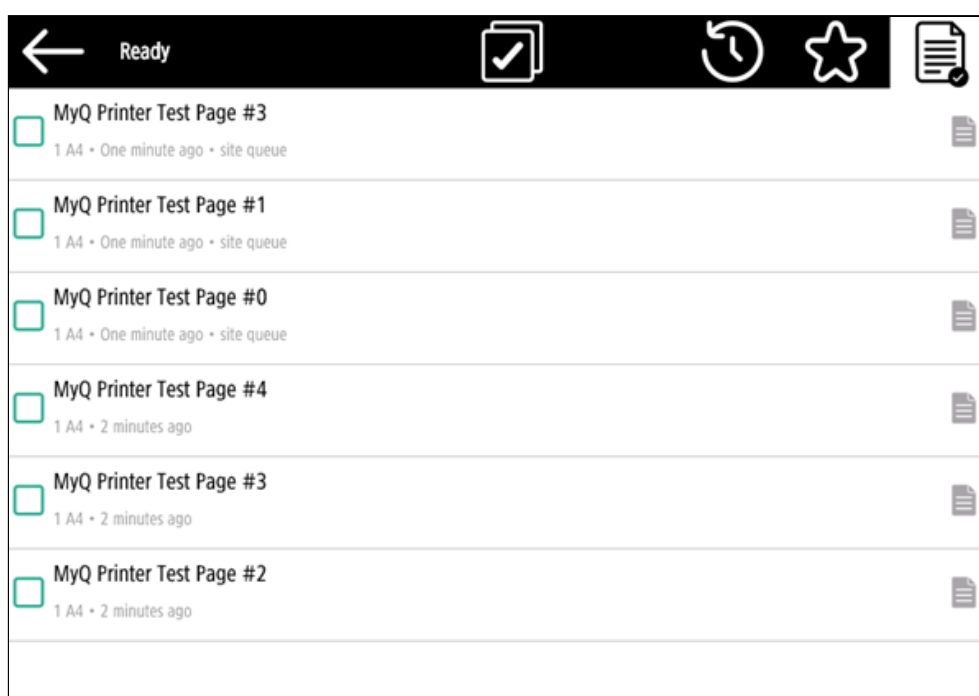 Ready
MyQ Printer Test Page #3
1 A4 • One minute ago • site queue
MyQ Printer Test Page #1
1 A4 • One minute ago • site queue
MyQ Printer Test Page #0
1 A4 • One minute ago • site queue
MyQ Printer Test Page #4
1 A4 • 2 minutes ago
MyQ Printer Test Page #3
1 A4 • 2 minutes ago
MyQ Printer Test Page #2
1 A4 • 2 minutes ago